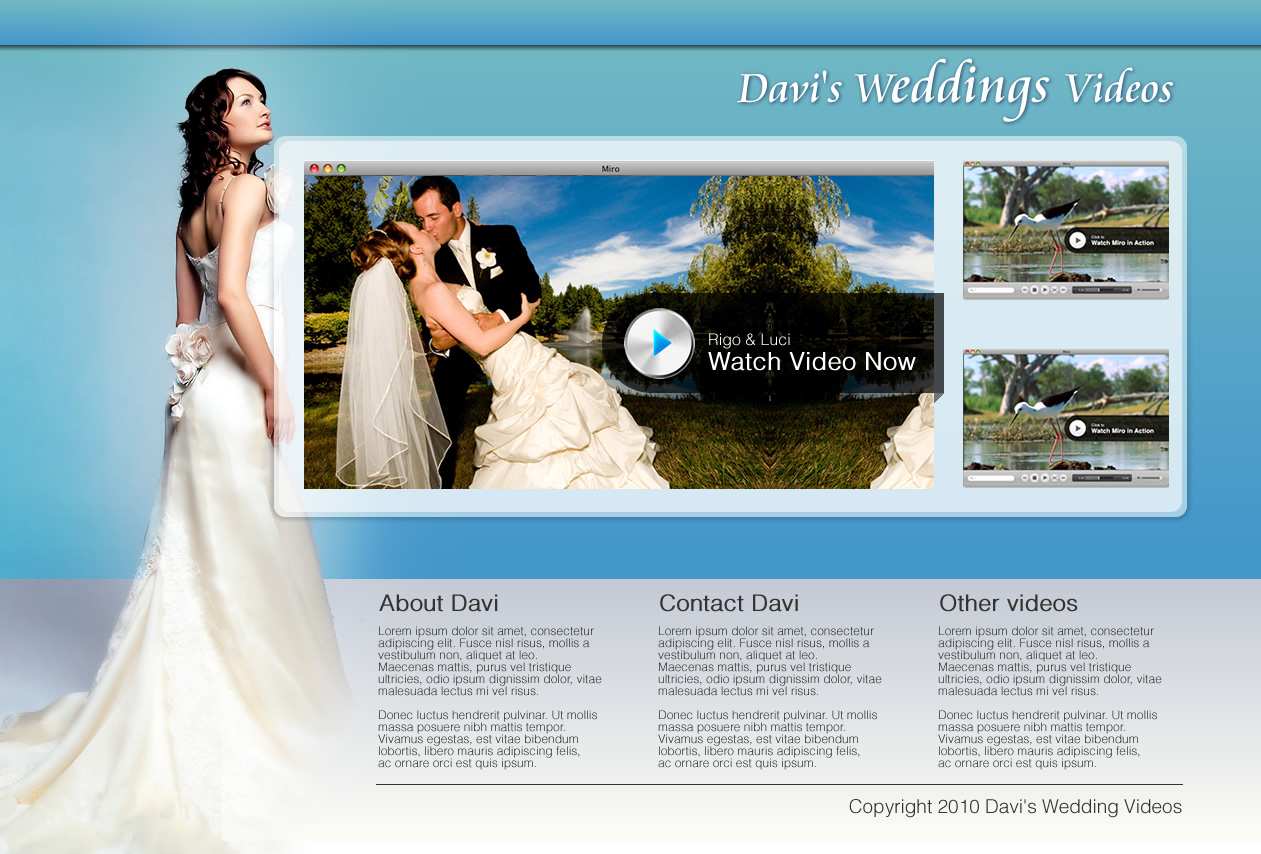 Davi's Weddings Videos
Miro
Rigo & Luci
Watch Video Now
Miro
Click to
Watch Miro in Action
Miro
Click to
Watch Miro in Action
About Davi
Lorem ipsum dolor sit amet, consectetur
adipiscing elit. Fusce nisl risus, mollis a
vestibulum non, aliquet at leo.
Maecenas mattis, purus vel tristique
ultricies, odio ipsum dignissim dolor, vitae
malesuada lectus mi vel risus.
Donec luctus hendrerit pulvinar. Ut mollis
massa posuere nibh mattis tempor.
Vivamus egestas, est vitae bibendum
lobortis, libero mauris adipiscing felis,
ac ornare orci est quis ipsum.
Contact Davi
Lorem ipsum dolor sit amet, consectetur
adipiscing elit. Fusce nisl risus, mollis a
vestibulum non, aliquet at leo.
Maecenas mattis, purus vel tristique
ultricies, odio ipsum dignissim dolor, vitae
malesuada lectus mi vel risus.
Donec luctus hendrerit pulvinar. Ut mollis
massa posuere nibh mattis tempor.
Vivamus egestas, est vitae bibendum
lobortis, libero mauris adipiscing felis,
ac ornare orci est quis ipsum.
Other videos
Lorem ipsum dolor sit amet, consectetur
adipiscing elit. Fusce nisl risus, mollis a
vestibulum non, aliquet at leo.
Maecenas mattis, purus vel tristique
ultricies, odio ipsum dignissim dolor, vitae
malesuada lectus mi vel risus.
Donec luctus hendrerit pulvinar. Ut mollis
massa posuere nibh mattis tempor.
Vivamus egestas, est vitae bibendum
lobortis, libero mauris adipiscing felis,
ac ornare orci est quis ipsum.
Copyright 2010 Davi's Wedding Videos